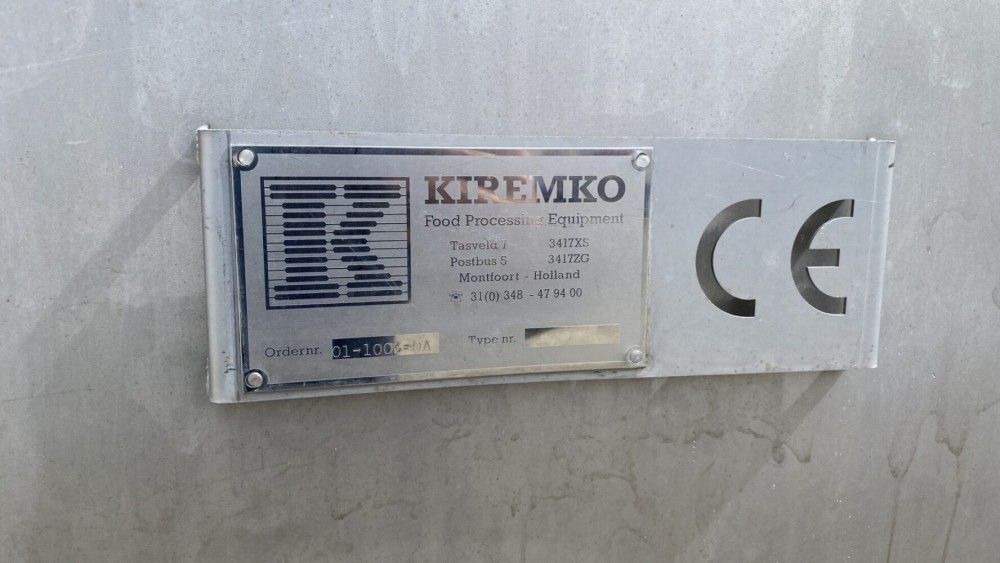 K
KIREMKO
Food Processing Equipment
Tasveld 7 3417XS
Postbus 5 3417ZG
Montfoort - Holland
☏ 31(0) 348 - 47 94 00
Ordernr. Type nr.
CE